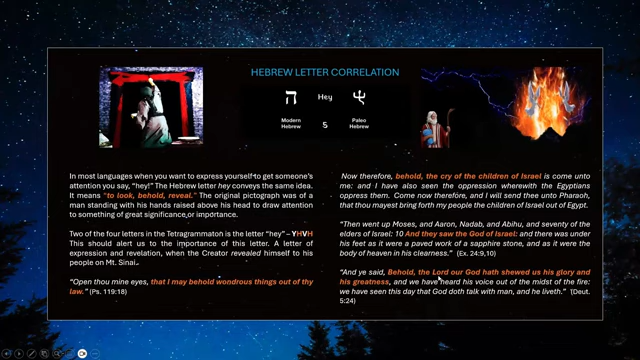 HEBREW LETTER CORRELATION
ה Hey
Modern
Hebrew
5
Paleo
Hebrew
In most languages when you want to express yourself to get someone's
attention you say, "hey!" The Hebrew letter hey conveys the same idea.
It means "to look, behold, reveal." The original pictograph was of a
man standing with his hands raised above his head to draw attention
to something of great significance or importance.
Two of the four letters in the Tetragrammaton is the letter "hey" – YHVH
This should alert us to the importance of this letter. A letter of
expression and revelation, when the Creator revealed himself to his
people on Mt. Sinai.
"Open thou mine eyes, that I may behold wondrous things out of thy
law." (Ps. 119:18)
Now therefore, behold, the cry of the children of Israel is come unto
me: and I have also seen the oppression wherewith the Egyptians
oppress them. Come now therefore, and I will send thee unto Pharaoh,
that thou mayest bring forth my people the children of Israel out of Egypt.
"Then went up Moses, and Aaron, Nadab, and Abihu, and seventy of the
elders of Israel: 10 And they saw the God of Israel: and there was under
his feet as it were a paved work of a sapphire stone, and as it were the
body of heaven in his clearness." (Ex. 24:9,10)
"And ye said, Behold, the Lord our God hath shewed us his glory and
his greatness, and we have heard his voice out of the midst of the fire:
we have seen this day that God doth talk with man, and he liveth." (Deut.
5:24)